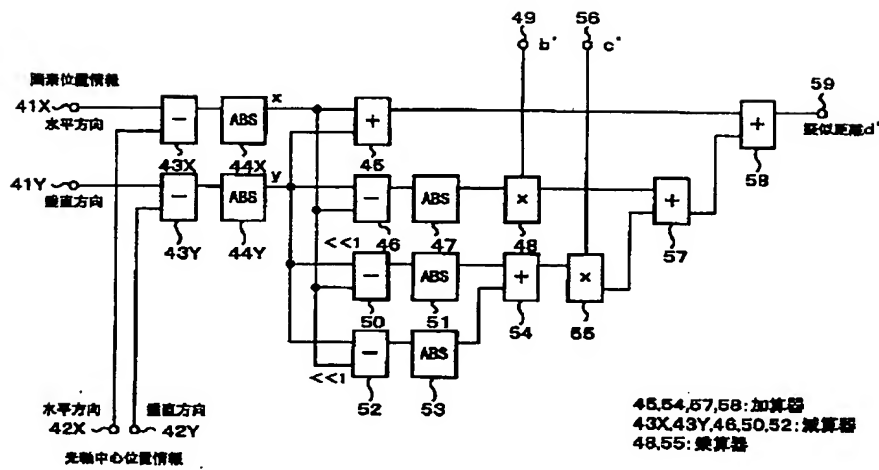 49
56
b'
c'
画素位置情報
41X
水平方向
x
ABS
43X
44X
+
45
+
58
59
疑似距離d'
41Y
垂直方向
y
ABS
43Y
44Y
−
46
ABS
47
×
48
+
57
<<1
−
50
ABS
51
+
54
×
55
<<1
−
52
ABS
53
水平方向
垂直方向
42X
42Y
光軸中心位置情報
45,54,57,58:加算器
43X,43Y,46,50,52:減算器
48,55:乗算器